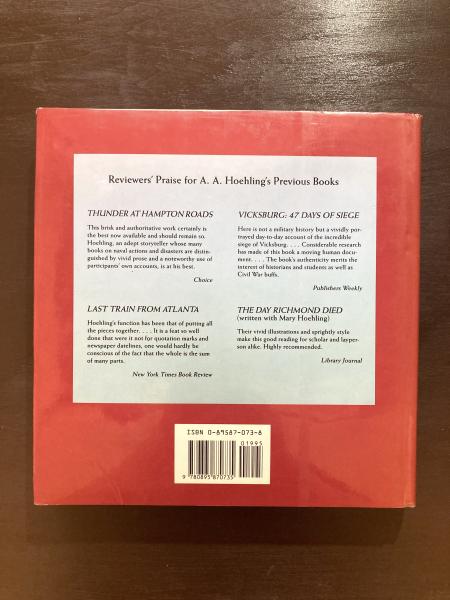 Reviewers' Praise for A. A. Hoehling's Previous Books
THUNDER AT HAMPTON ROADS
This brisk and authoritative work certainly is
the best now available and should remain so.
Hoehling, an adept storyteller whose many
books on naval actions and disasters are distin-
guished by vivid prose and a noteworthy use of
participants' own accounts, is at his best.
Choice
LAST TRAIN FROM ATLANTA
Hoehling's function has been that of putting all
the pieces together. . . . It is a feat so well
done that were it not for quotation marks and
newspaper datelines, one would hardly be
conscious of the fact that the whole is the sum
of many parts.
New York Times Book Review
VICKSBURG: 47 DAYS OF SIEGE
Here is not a military history but a vividly por-
trayed day-to-day account of the incredible
siege of Vicksburg. . . . Considerable research
has made of this book a moving human docu-
ment. . . . The book's authenticity merits the
interest of historians and students as well as
Civil War buffs.
Publishers Weekly
THE DAY RICHMOND DIED
(written with Mary Hoehling)
Their vivid illustrations and sprightly style
make this good reading for scholar and layper-
son alike. Highly recommended.
Library Journal
ISBN 0-89587-073-8
01995
9 780895 870735